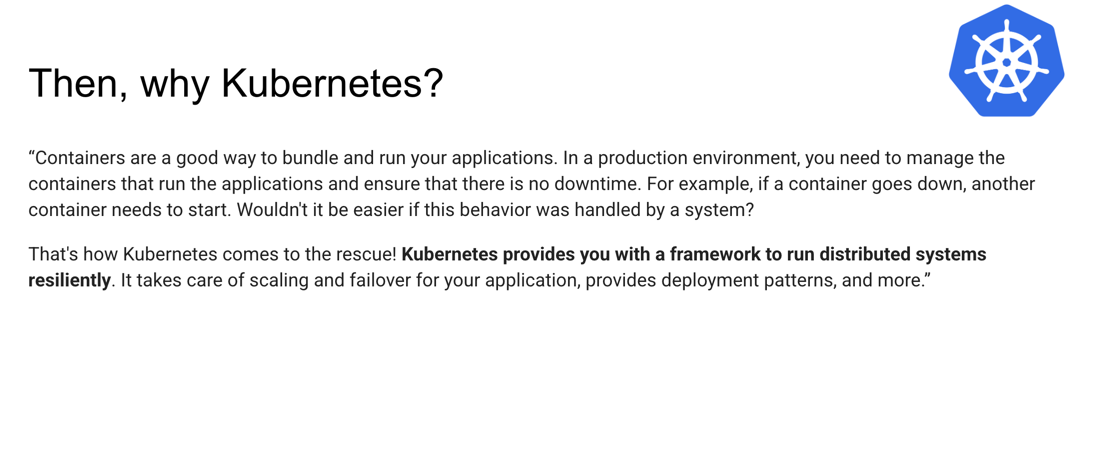 Then, why Kubernetes?
“Containers are a good way to bundle and run your applications. In a production environment, you need to manage the
containers that run the applications and ensure that there is no downtime. For example, if a container goes down, another
container needs to start. Wouldn't it be easier if this behavior was handled by a system?
That's how Kubernetes comes to the rescue! Kubernetes provides you with a framework to run distributed systems
resiliently. It takes care of scaling and failover for your application, provides deployment patterns, and more.”